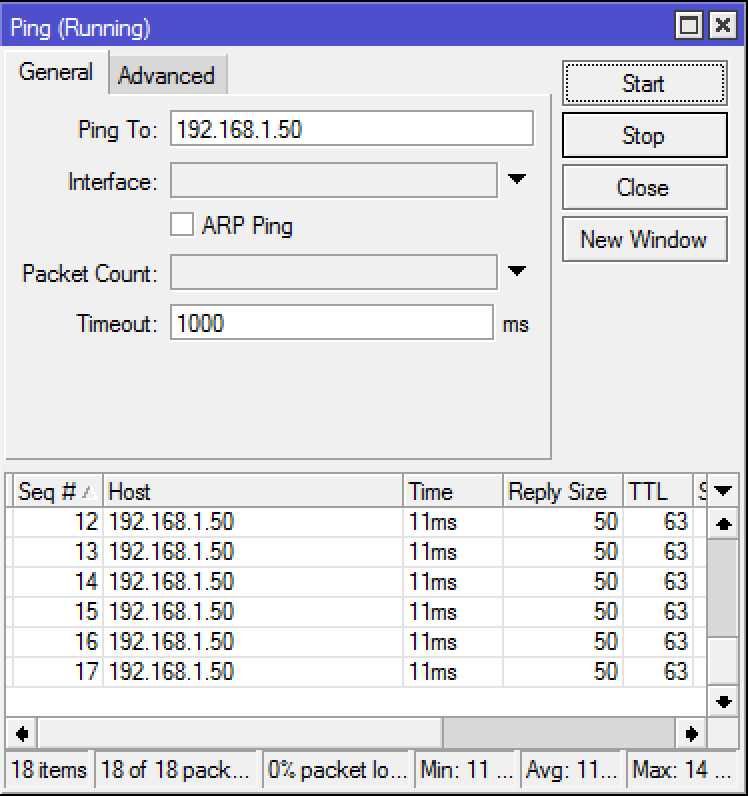 Ping (Running)
General
Advanced
Start
Stop
Close
New Window
Ping To: 192.168.1.50
Interface:
ARP Ping
Packet Count:
Timeout: 1000 ms
Seq # Host Time Reply Size TTL S
12 192.168.1.50 11ms 50 63
13 192.168.1.50 11ms 50 63
14 192.168.1.50 11ms 50 63
15 192.168.1.50 11ms 50 63
16 192.168.1.50 11ms 50 63
17 192.168.1.50 11ms 50 63
18 items 18 of 18 pack... 0% packet lo... Min: 11 ... Avg: 11... Max: 14 ...